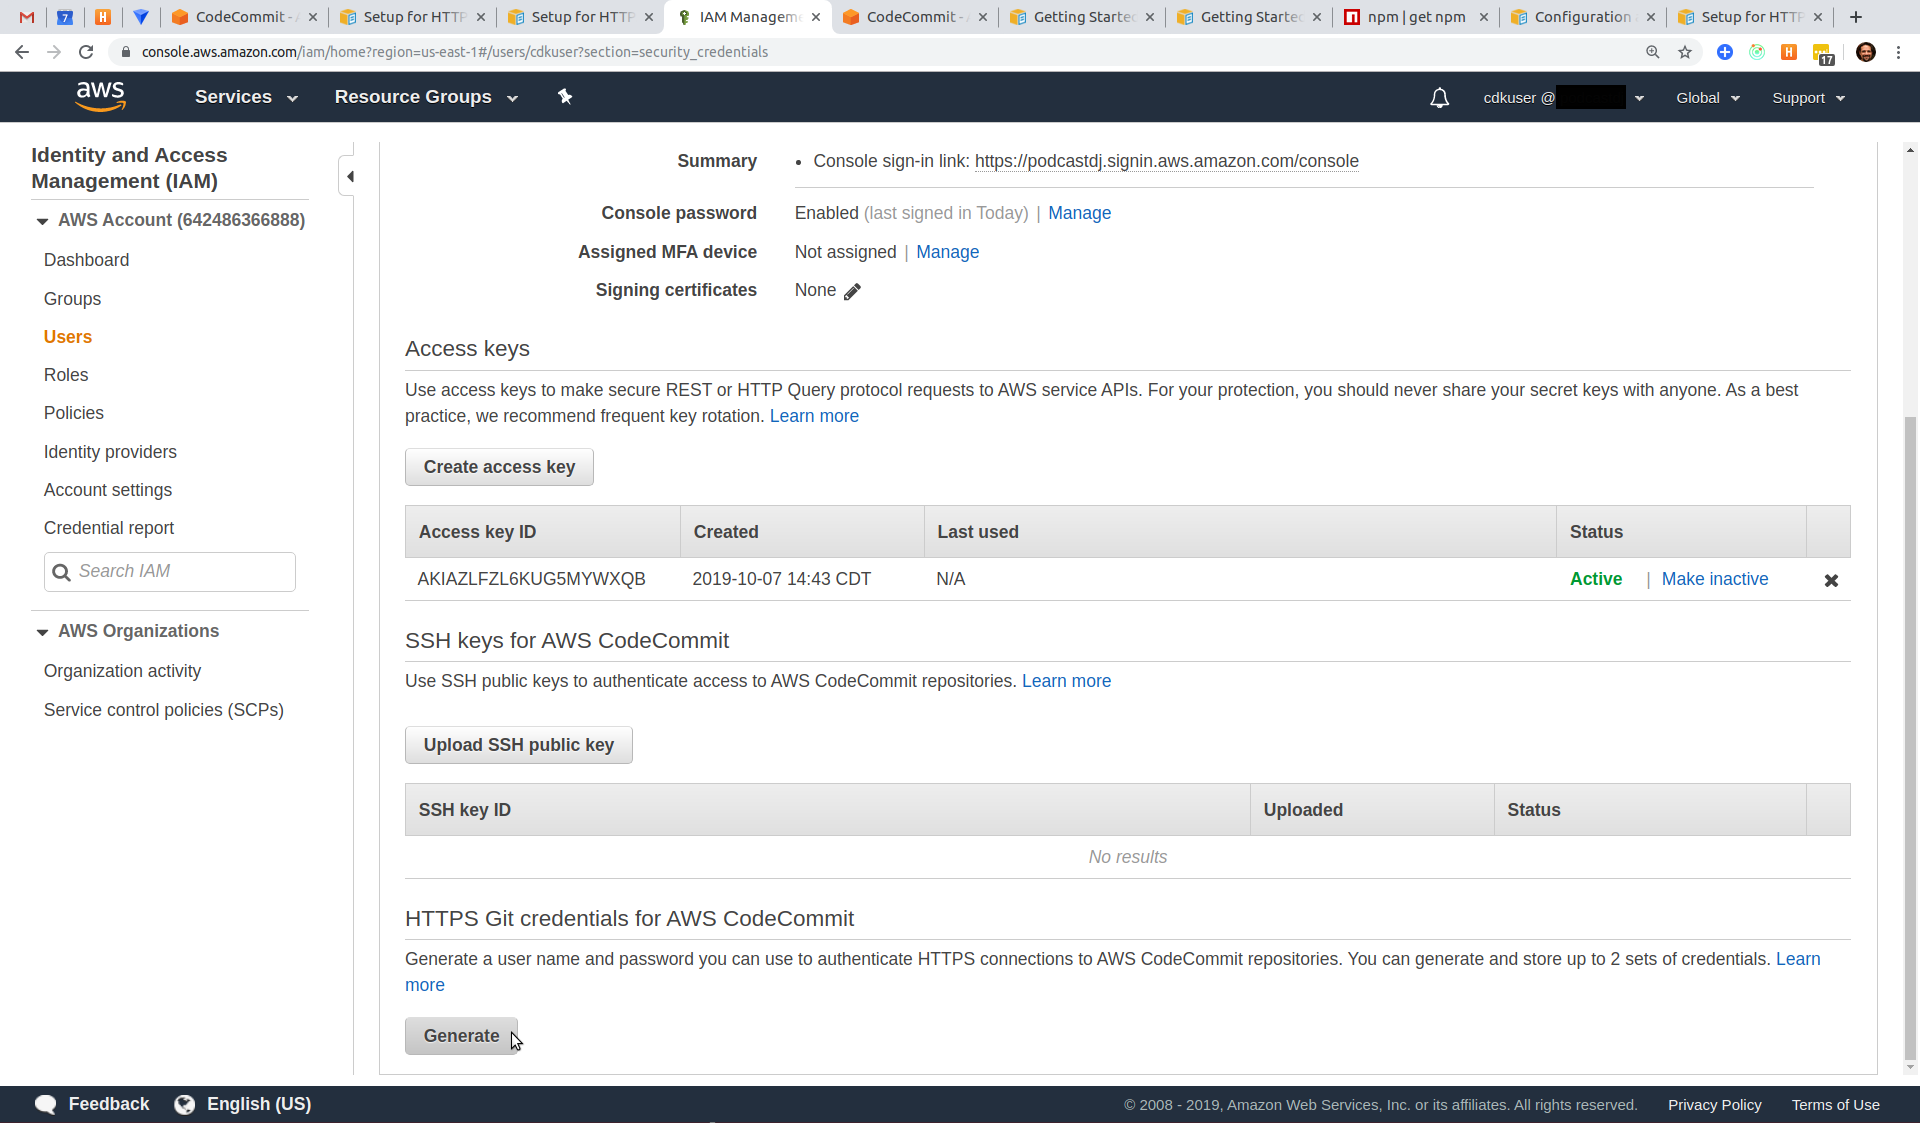 CodeCommit - A
Setup for HTTP
Setup for HTTP
IAM Managem
CodeCommit - A
Getting Starte
Getting Starte
npm | get npm
Configuration
Setup for HTTP
console.aws.amazon.com/iam/home?region=us-east-1#/users/cdkuser?section=security_credentials
17
aws
Services
Resource Groups
cdkuser @
Global
Support
Identity and Access
Management (IAM)
AWS Account (642486366888)
Dashboard
Groups
Users
Roles
Policies
Identity providers
Account settings
Credential report
Search IAM
AWS Organizations
Organization activity
Service control policies (SCPs)
Summary
• Console sign-in link: https://podcastdj.signin.aws.amazon.com/console
Console password Enabled (last signed in Today) | Manage
Assigned MFA device Not assigned | Manage
Signing certificates None
Access keys
Use access keys to make secure REST or HTTP Query protocol requests to AWS service APIs. For your protection, you should never share your secret keys with anyone. As a best
practice, we recommend frequent key rotation. Learn more
Create access key
Access key ID Created Last used Status
AKIAZLFZL6KUG5MYWXQB 2019-10-07 14:43 CDT N/A Active | Make inactive
SSH keys for AWS CodeCommit
Use SSH public keys to authenticate access to AWS CodeCommit repositories. Learn more
Upload SSH public key
SSH key ID Uploaded Status
No results
HTTPS Git credentials for AWS CodeCommit
Generate a user name and password you can use to authenticate HTTPS connections to AWS CodeCommit repositories. You can generate and store up to 2 sets of credentials. Learn
more
Generate
Feedback
English (US)
© 2008 - 2019, Amazon Web Services, Inc. or its affiliates. All rights reserved.
Privacy Policy
Terms of Use